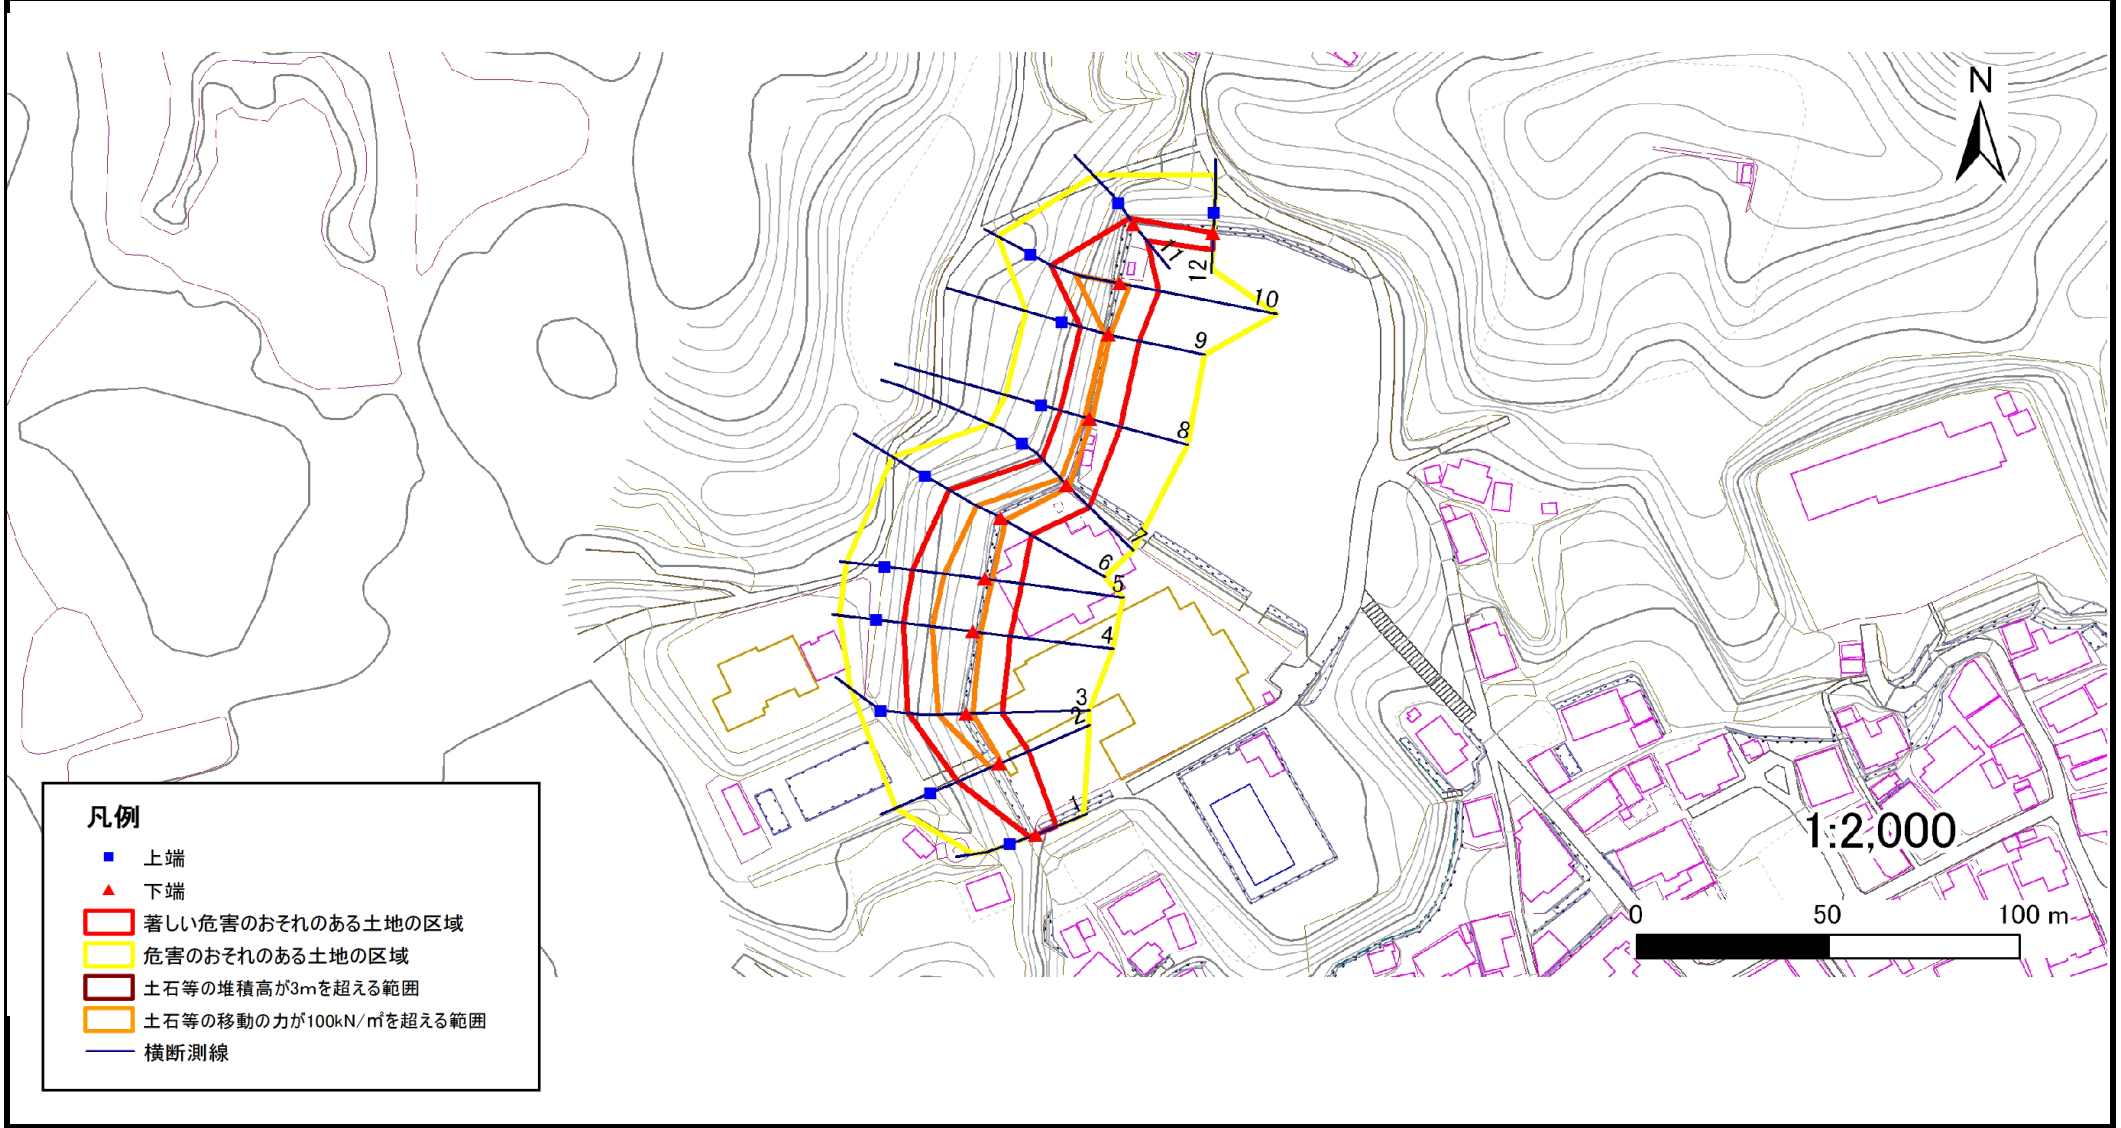 N
11
12
10
9
8
7
6
5
4
3
2
1
凡例
上端
下端
著しい危害のおそれのある土地の区域
危害のおそれのある土地の区域
土石等の堆積高が3mを超える範囲
土石等の移動の力が100kN/㎡を超える範囲
横断測線
1:2,000
0 50 100 m